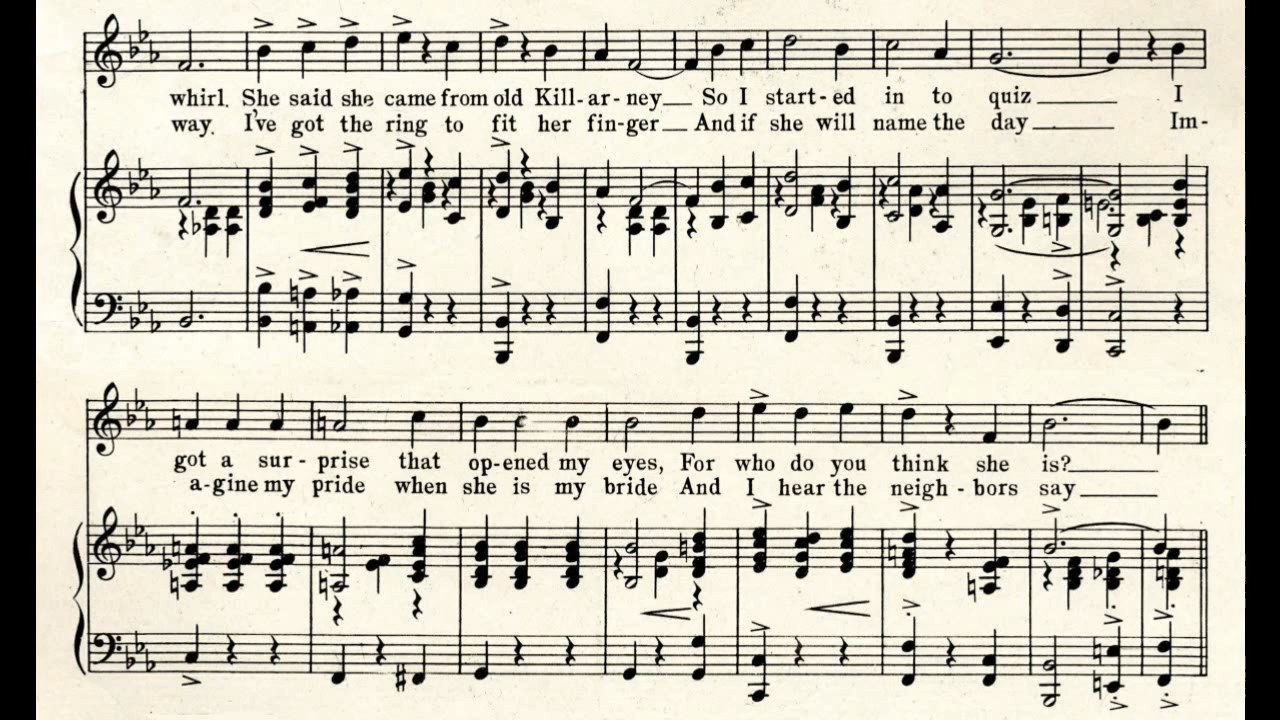 whirl. She said she came from old Kill-ar-ney So I start-ed in to quiz I
way. I've got the ring to fit her fin-ger And if she will name the day Im-
got a sur-prise that op-ened my eyes, For who do you think she is?
a-gine my pride when she is my bride And I hear the neigh-bors say